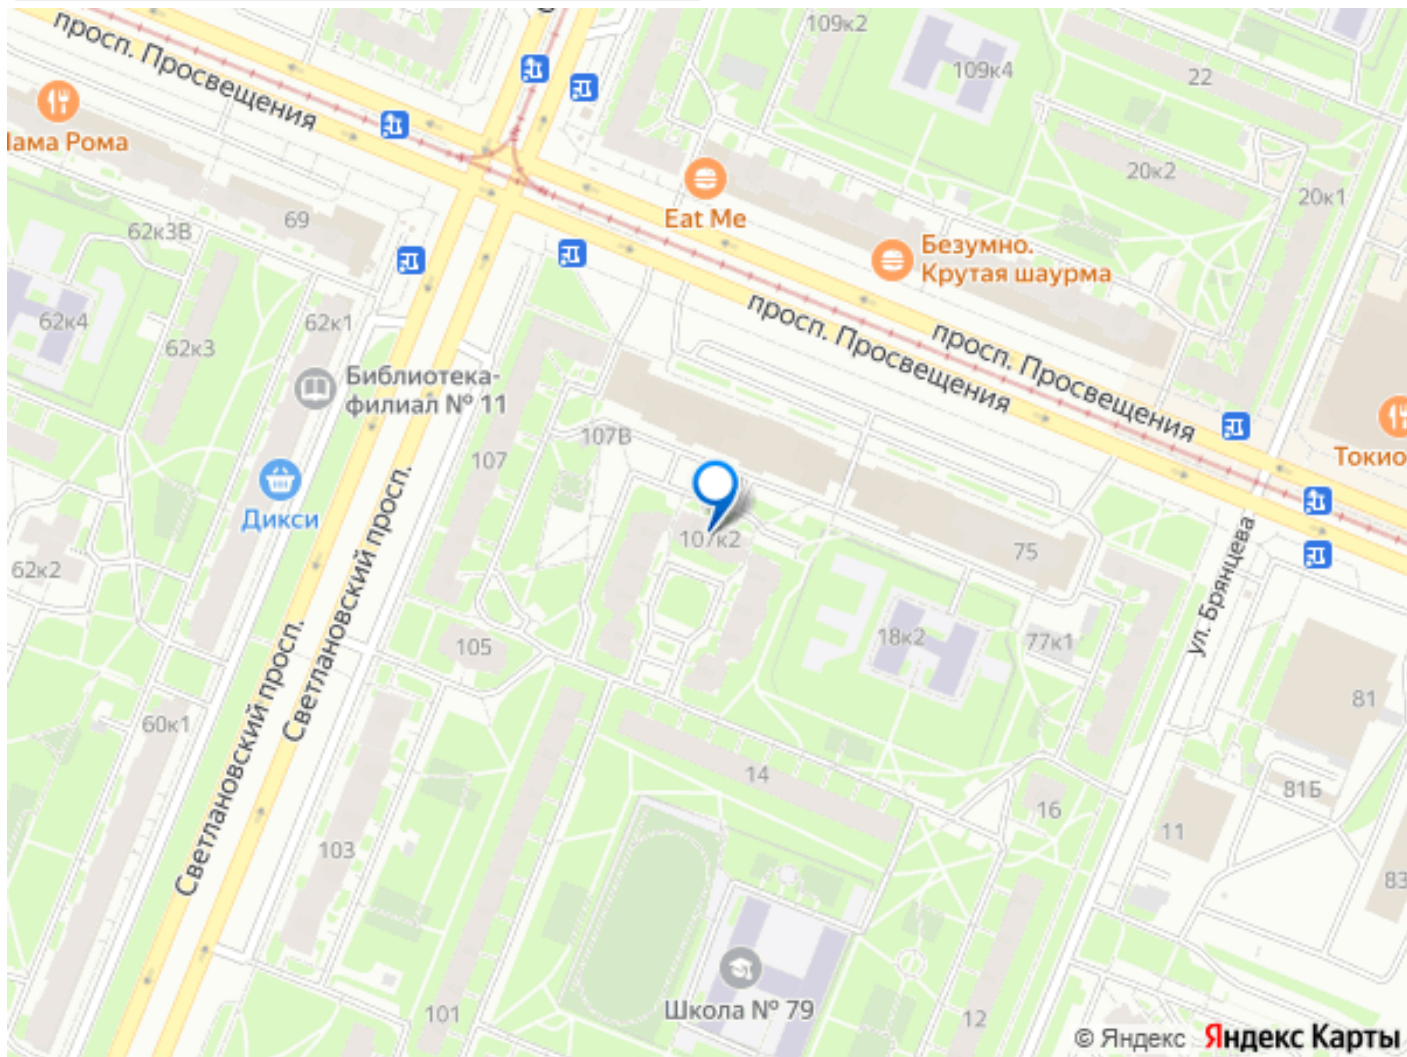 109к2
просп. Просвещения
109к4
22
лама Рома
20к2
20к1
Eat Me
69
62к3В
Безумно.
Крутая шаурма
62к4
62к1
62к3
просп. Просвещения
просп. Просвещения
Библиотека-
филиал № 11
107В
107
Токио
Дикси
107к2
75
62к2
Светлановский просп.
ул. Брянцева
18к2
77к1
105
Светлановский просп.
81
60к1
14
81Б
16
11
103
83
Школа № 79
101
12
© Яндекс Яндекс Карты